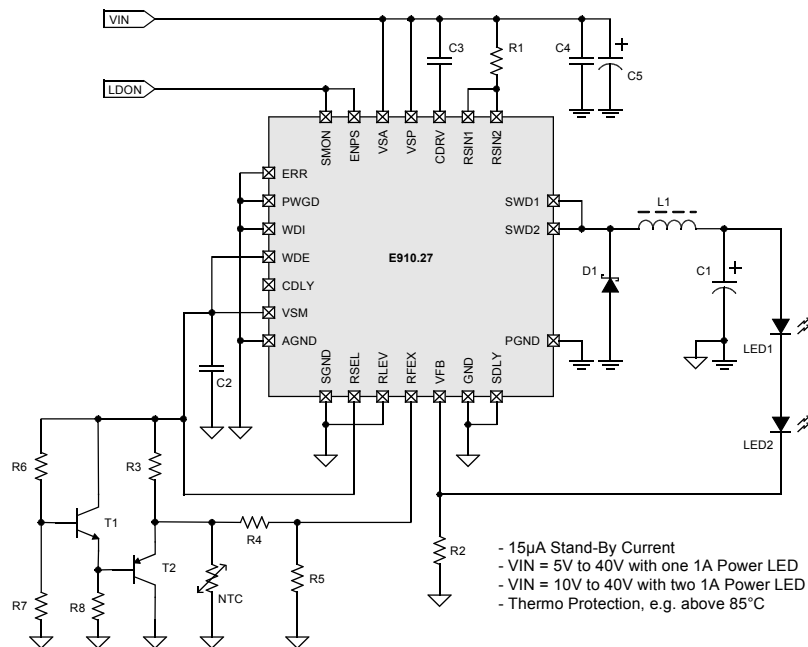 VIN
C3
R1
C4
+
C5
LDON
SMON
ENPS
VSA
VSP
CDRV
RSIN1
RSIN2
ERR
PWGD
WDI
WDE
CDLY
VSM
AGND
E910.27
SWD1
SWD2
PGND
L1
D1
C1
+
LED1
LED2
C2
SGND
RSEL
RLEV
RFEX
VFB
GND
SDLY
R6
R3
T1
T2
R4
R7
R8
NTC
R5
R2
- 15µA Stand-By Current
- VIN = 5V to 40V with one 1A Power LED
- VIN = 10V to 40V with two 1A Power LED
- Thermo Protection, e.g. above 85°C